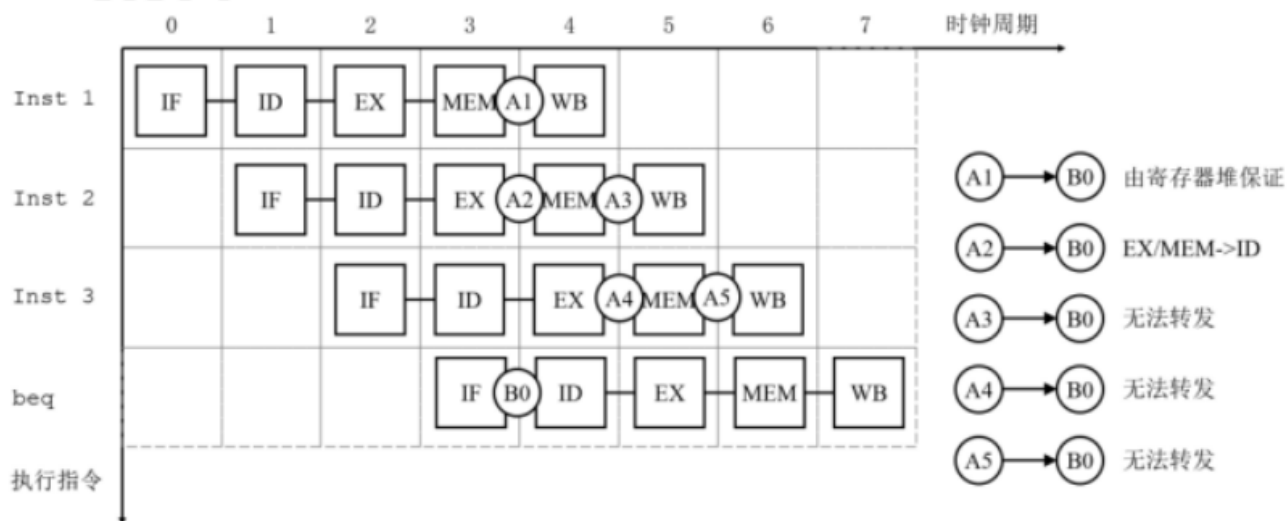 0 1 2 3 4 5 6 7 时钟周期
Inst 1 IF ID EX MEM A1 WB
Inst 2 IF ID EX A2 MEM A3 WB
Inst 3 IF ID EX A4 MEM A5 WB
beq IF B0 ID EX MEM WB
执行指令
A1 B0 由寄存器堆保证
A2 B0 EX/MEM->ID
A3 B0 无法转发
A4 B0 无法转发
A5 B0 无法转发